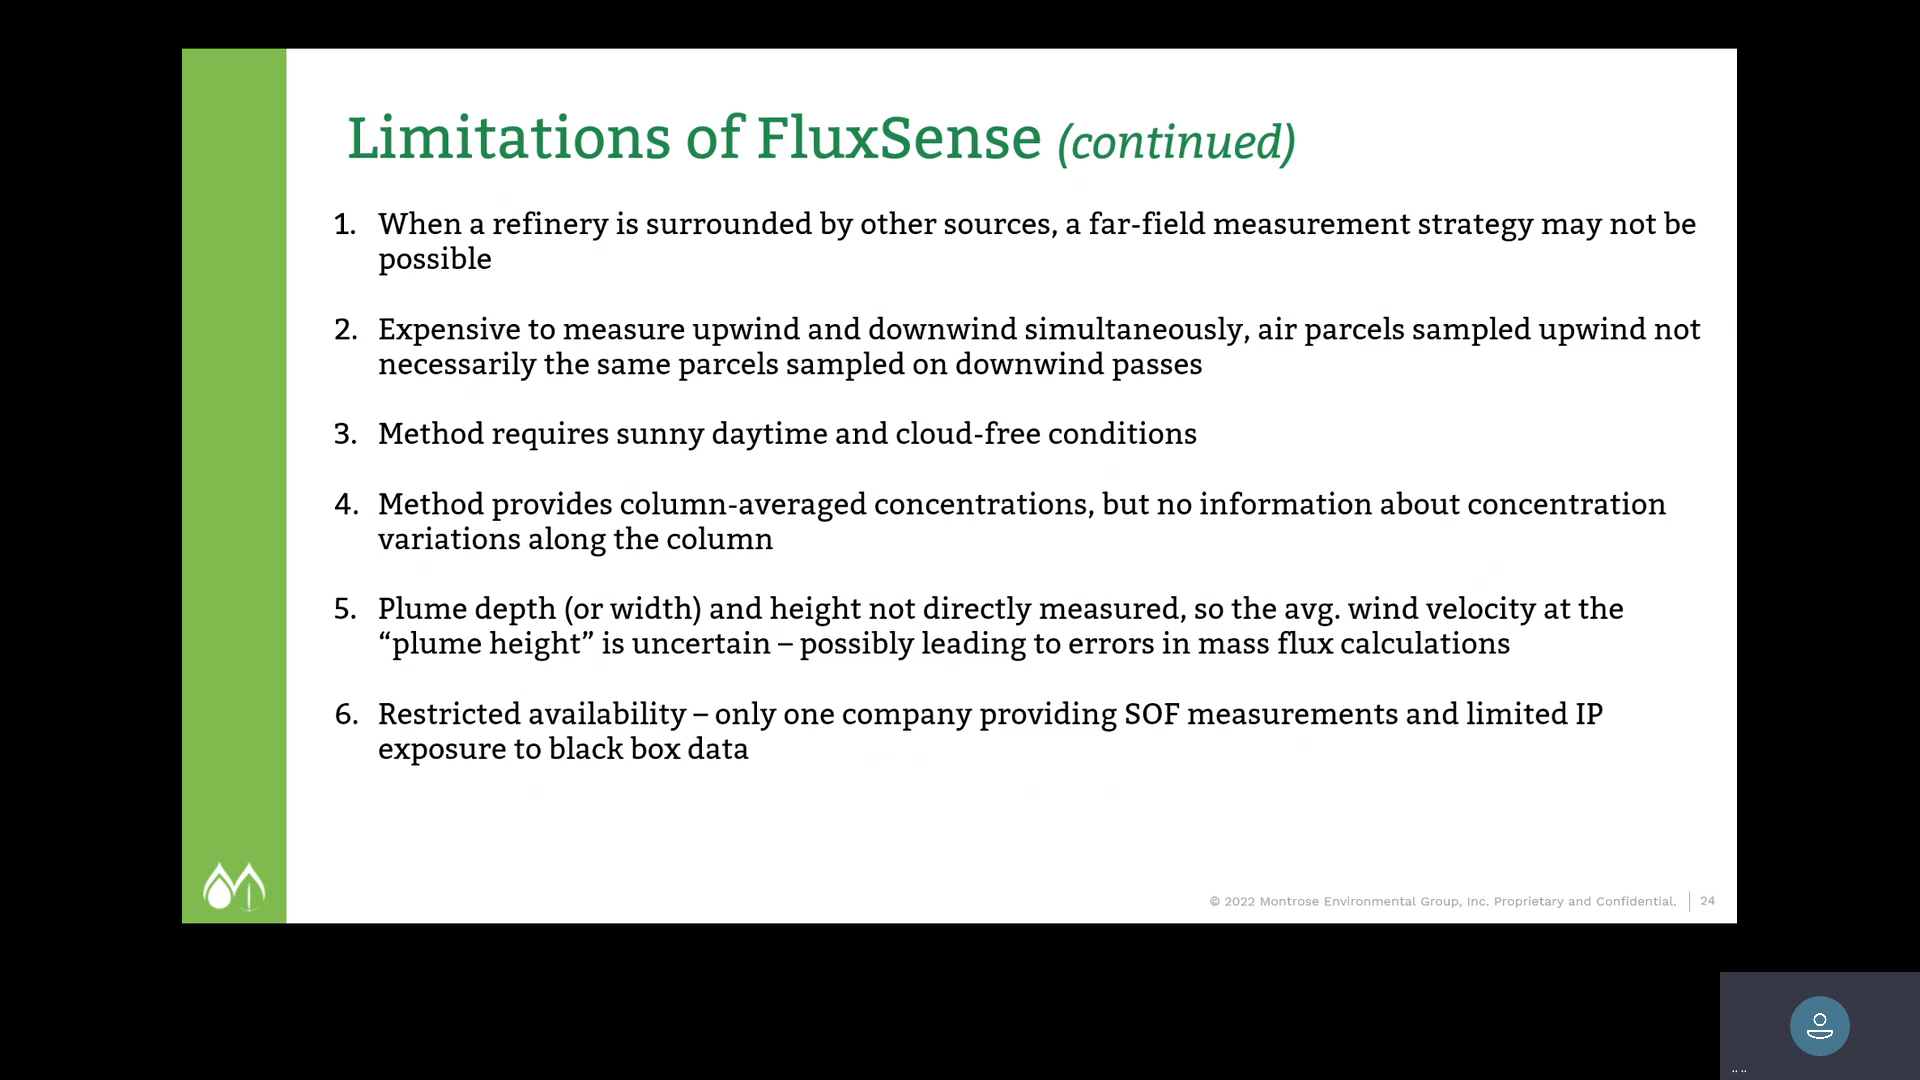 Limitations of FluxSense (continued)
1. When a refinery is surrounded by other sources, a far-field measurement strategy may not be
possible
2. Expensive to measure upwind and downwind simultaneously, air parcels sampled upwind not
necessarily the same parcels sampled on downwind passes
3. Method requires sunny daytime and cloud-free conditions
4. Method provides column-averaged concentrations, but no information about concentration
variations along the column
5. Plume depth (or width) and height not directly measured, so the avg. wind velocity at the
“plume height” is uncertain – possibly leading to errors in mass flux calculations
6. Restricted availability – only one company providing SOF measurements and limited IP
exposure to black box data
© 2022 Montrose Environmental Group, Inc. Proprietary and Confidential. | 24